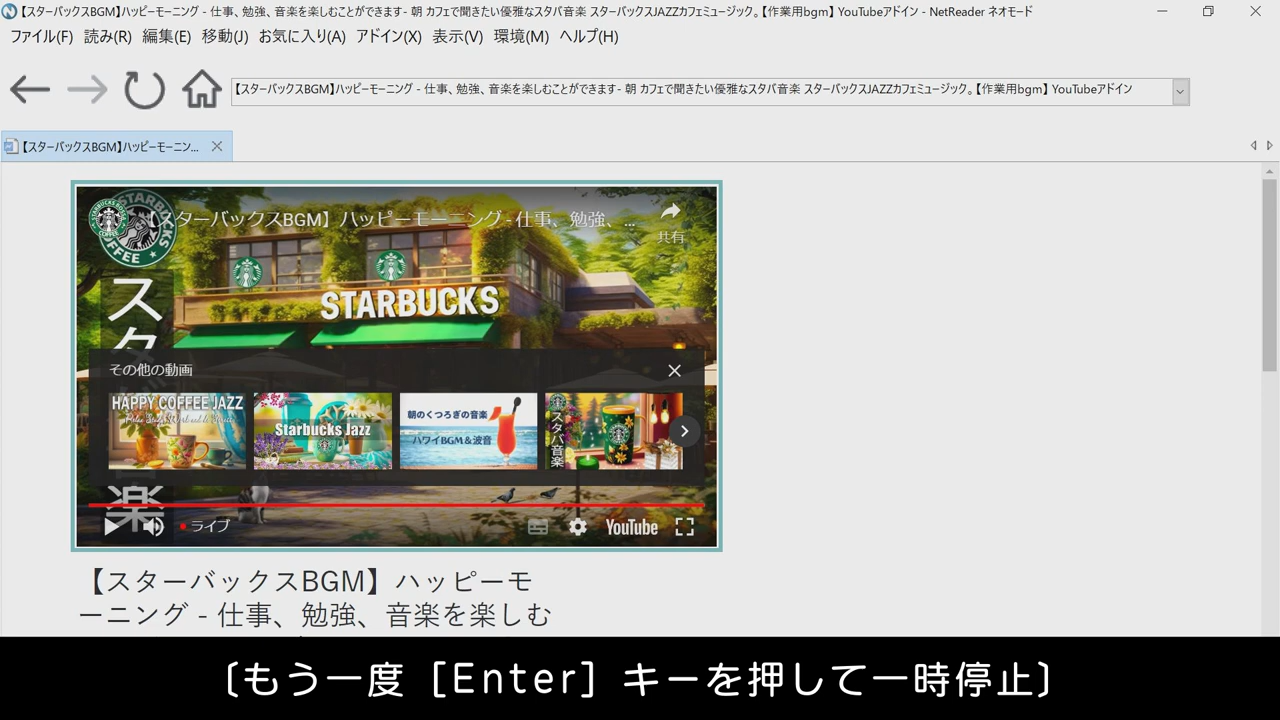 【スターバックスBGM】ハッピーモーニング - 仕事、勉強、音楽を楽しむことができます- 朝 カフェで聞きたい優雅なスタバ音楽 スターバックスJAZZカフェミュージック。【作業用bgm】 YouTubeアドイン - NetReader ネオモード
ファイル(F) 読み(R) 編集(E) 移動(J) お気に入り(A) アドイン(X) 表示(V) 環境(M) ヘルプ(H)
【スターバックスBGM】ハッピーモーニング - 仕事、勉強、音楽を楽しむことができます- 朝 カフェで聞きたい優雅なスタバ音楽 スターバックスJAZZカフェミュージック。【作業用bgm】 YouTubeアドイン
【スターバックスBGM】ハッピーモーニン...
ターバックスBGM】ハッピーモーニング - 仕事、勉強、...
共有
STARBUCKS
COFFEE
スタ
音楽
STARBUCKS
その他の動画
HAPPY COFFEE JAZZ
Starbucks Jazz
朝のくつろぎの音楽
ハワイBGM&波音
スタバ音楽
ライブ
YouTube
【スターバックスBGM】ハッピーモ
ーニング - 仕事、勉強、音楽を楽しむ
〔もう一度［Enter］キーを押して一時停止〕